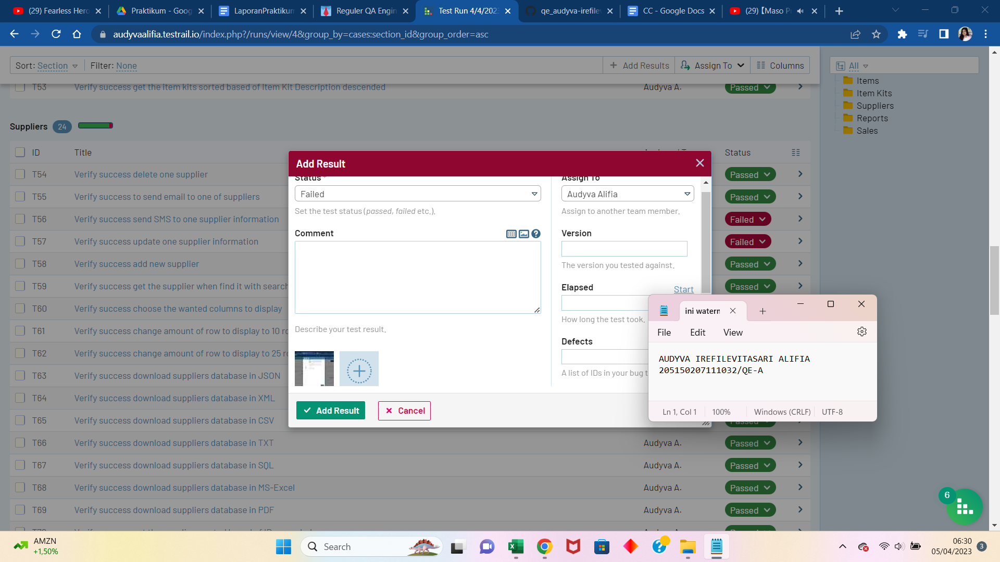 (29) Fearless Hero
Praktikum - Goog
LaporanPraktikum
Reguler QA Engin
Test Run 4/4/2023
qe_audyva-irefilev
CC - Google Docs
(29) 【Maso P
audyvaalifia.testrail.io/index.php?/runs/view/4&group_by=cases:section_id&group_order=asc
Sort: Section
Filter: None
Add Results
Assign To
Columns
All
T53 Verify success get the item kits sorted based of Item Kit Description descended Audyva A. Passed
Items
Item Kits
Suppliers
Reports
Sales
Suppliers 24
ID Title Status
T54 Verify success delete one supplier Passed
T55 Verify success to send email to one of suppliers Passed
T56 Verify success send SMS to one supplier information Failed
T57 Verify success update one supplier information Failed
T58 Verify success add new supplier Passed
T59 Verify success get the supplier when find it with search Passed
T60 Verify success choose the wanted columns to display
T61 Verify success change amount of row to display to 10 ro
T62 Verify success change amount of row to display to 25 ro
T63 Verify success download suppliers database in JSON
T64 Verify success download suppliers database in XML
T65 Verify success download suppliers database in CSV
T66 Verify success download suppliers database in TXT Audyva A. Passed
T67 Verify success download suppliers database in SQL Audyva A. Passed
T68 Verify success download suppliers database in MS-Excel Audyva A. Passed
T69 Verify success download suppliers database in PDF Audyva A. Passed
Add Result
Status *
Failed
Set the test status (passed, failed etc.).
Comment
Describe your test result.
Add Result
Cancel
Assign To
Audyva Alifia
Assign to another team member.
Version
The version you tested against.
Elapsed
Start
How long the test took.
Defects
A list of IDs in your bug t
ini waterm
File Edit View
AUDYVA IREFILEVITASARI ALIFIA
205150207111032/QE-A
Ln 1, Col 1 100% Windows (CRLF) UTF-8
6
AMZN
+1,50%
Search
06:30
05/04/2023
3